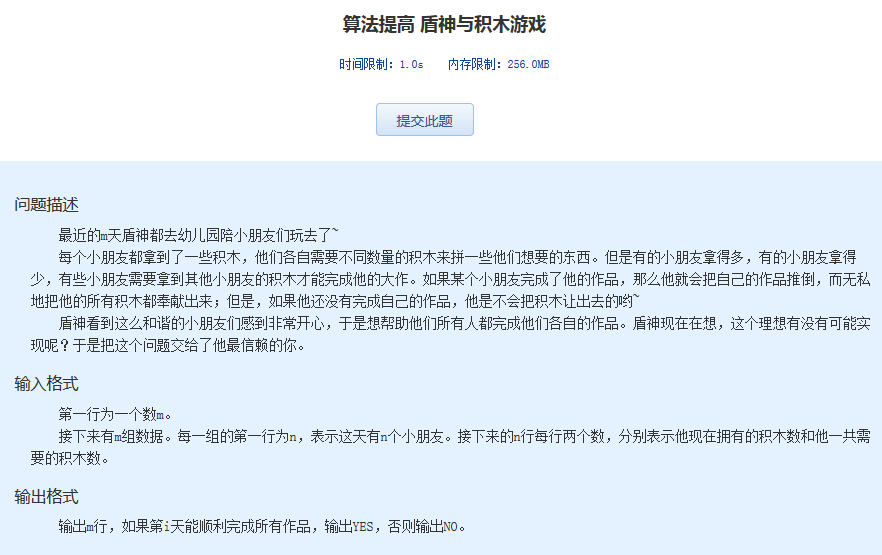 算法提高 盾神与积木游戏
时间限制：1.0s 内存限制：256.0MB
提交此题
问题描述
最近的m天盾神都去幼儿园陪小朋友们玩去了~
每个小朋友都拿到了一些积木，他们各自需要不同数量的积木来拼一些他们想要的东西。但是有的小朋友拿得多，有的小朋友拿得
少，有些小朋友需要拿到其他小朋友的积木才能完成他的大作。如果某个小朋友完成了他的作品，那么他就会把自己的作品推倒，而无私
地把他的所有积木都奉献出来；但是，如果他还没有完成自己的作品，他是不会把积木让出去的哟~
盾神看到这么和谐的小朋友们感到非常开心，于是想帮助他们所有人都完成他们各自的作品。盾神现在在想，这个理想有没有可能实
现呢？于是把这个问题交给了他最信赖的你。
输入格式
第一行为一个数m。
接下来有m组数据。每一组的第一行为n，表示这天有n个小朋友。接下来的n行每行两个数，分别表示他现在拥有的积木数和他一共需
要的积木数。
输出格式
输出m行，如果第i天能顺利完成所有作品，输出YES，否则输出NO。